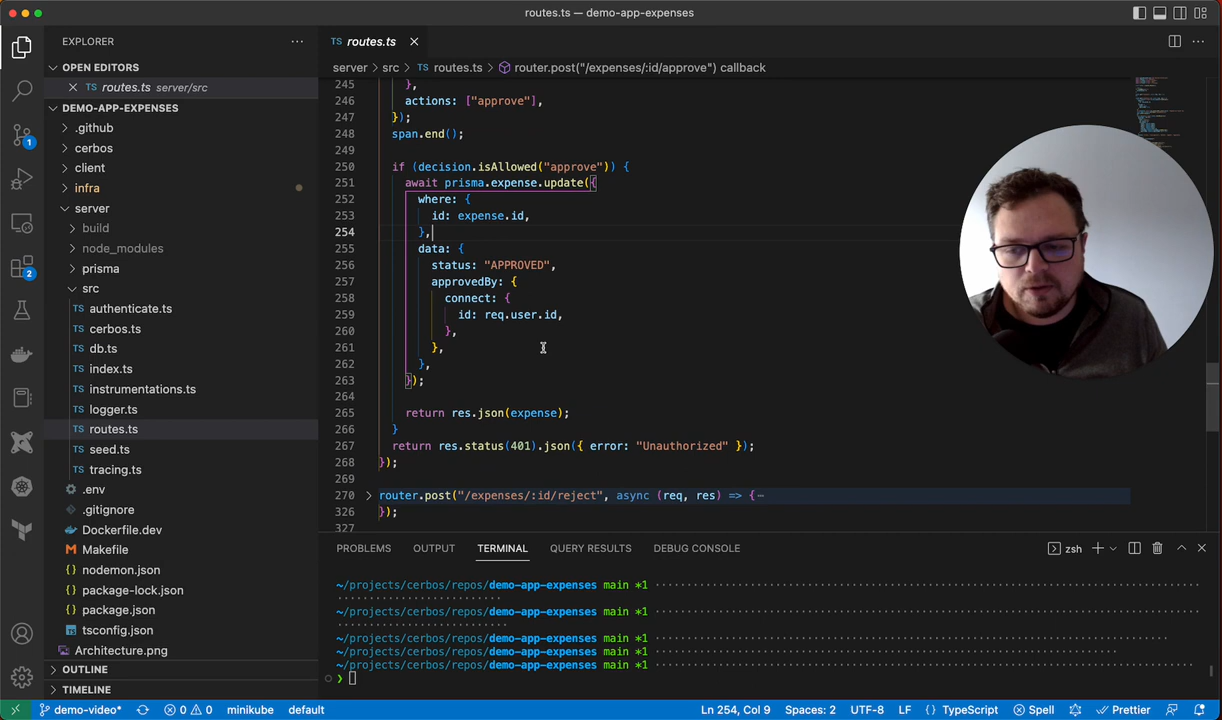 routes.ts — demo-app-expenses
EXPLORER
OPEN EDITORS
TS routes.ts server/src
DEMO-APP-EXPENSES
.github
cerbos
client
infra
server
build
node_modules
prisma
src
TS authenticate.ts
TS cerbos.ts
TS db.ts
TS index.ts
TS instrumentations.ts
TS logger.ts
TS routes.ts
TS seed.ts
TS tracing.ts
.env
.gitignore
Dockerfile.dev
Makefile
{} nodemon.json
{} package-lock.json
{} package.json
tsconfig.json
Architecture.png
OUTLINE
TIMELINE
1
2
TS routes.ts
server > src > TS routes.ts > router.post("/expenses/:id/approve") callback
245 },
246 actions: ["approve"],
247 });
248 span.end();
249
250 if (decision.isAllowed("approve")) {
251 await prisma.expense.update({
252 where: {
253 id: expense.id,
254 },
255 data: {
256 status: "APPROVED",
257 approvedBy: {
258 connect: {
259 id: req.user.id,
260 },
261 },
262 },
263 });
264
265 return res.json(expense);
266 }
267 return res.status(401).json({ error: "Unauthorized" });
268 });
269
270 router.post("/expenses/:id/reject", async (req, res) => {
326 });
327
PROBLEMS OUTPUT TERMINAL QUERY RESULTS DEBUG CONSOLE zsh
~/projects/cerbos/repos/demo-app-expenses main *1
~/projects/cerbos/repos/demo-app-expenses main *1
~/projects/cerbos/repos/demo-app-expenses main *1
~/projects/cerbos/repos/demo-app-expenses main *1
~/projects/cerbos/repos/demo-app-expenses main *1
demo-video* 0 0 minikube default Ln 254, Col 9 Spaces: 2 UTF-8 LF {} TypeScript Spell Prettier